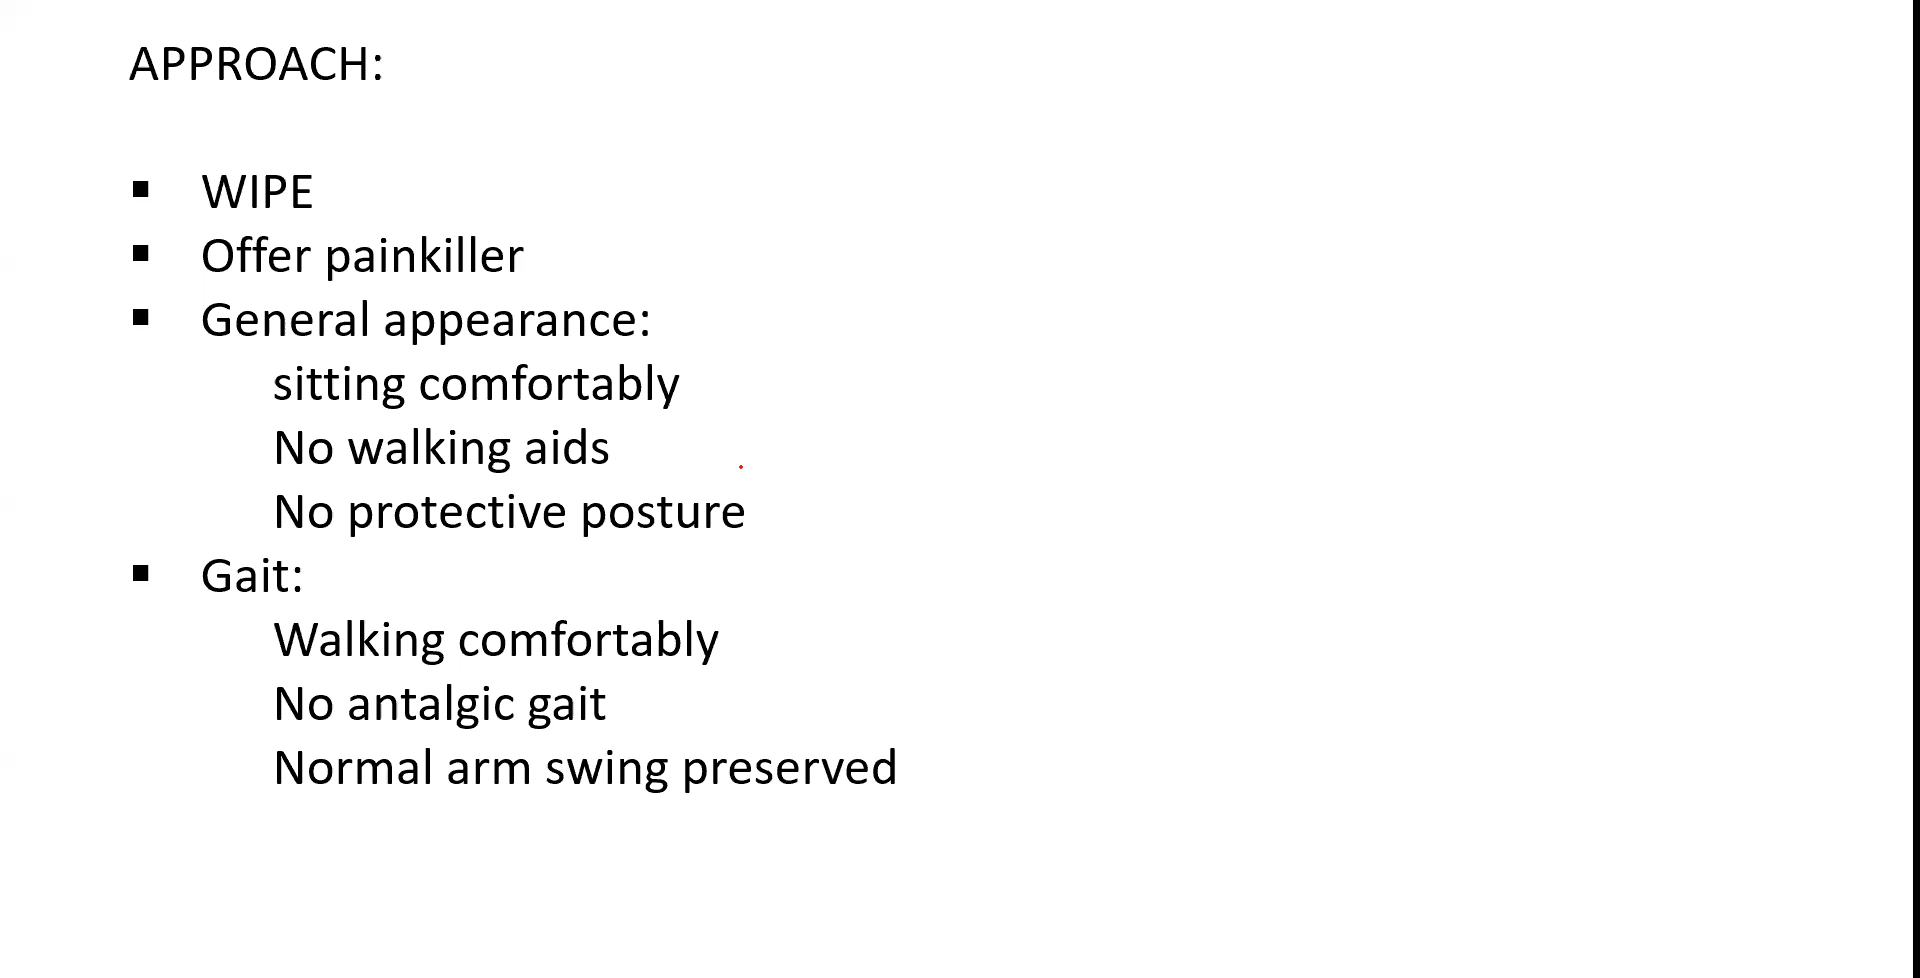 APPROACH:
▪ WIPE
▪ Offer painkiller
▪ General appearance:
sitting comfortably
No walking aids
No protective posture
▪ Gait:
Walking comfortably
No antalgic gait
Normal arm swing preserved